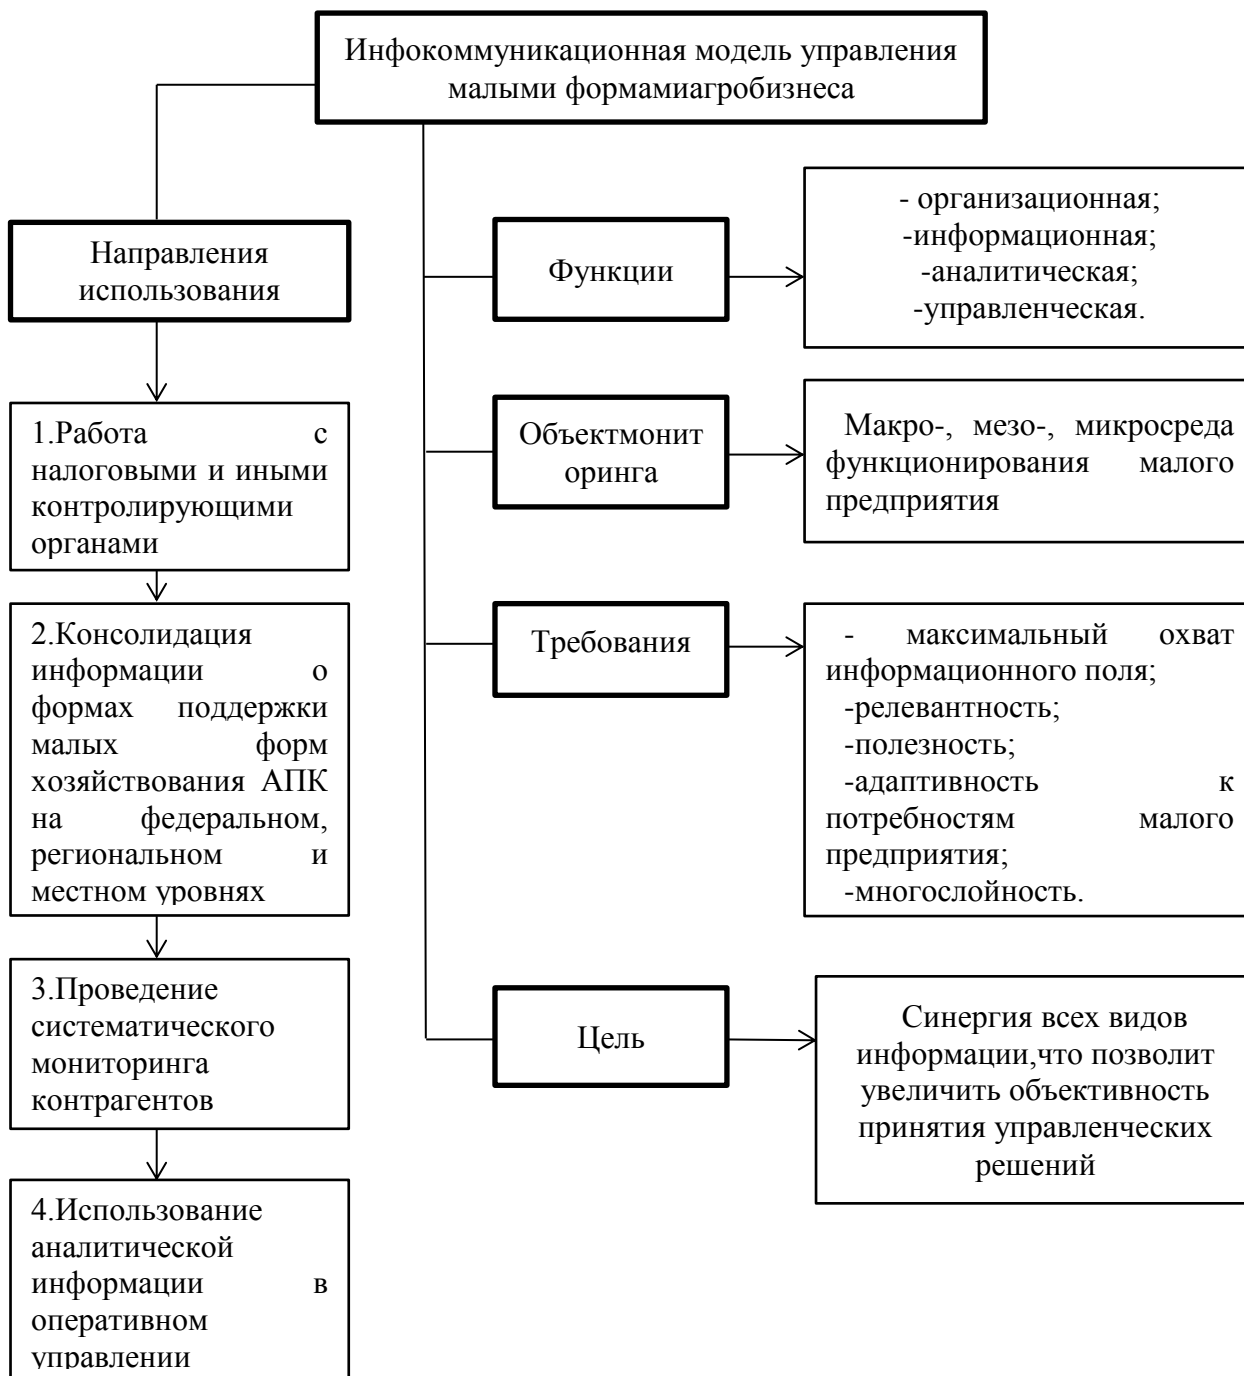 Инфокоммуникационная модель управления
малыми формамиагробизнеса
Направления
использования
1.Работа с
налоговыми и иными
контролирующими
органами
2.Консолидация
информации о
формах поддержки
малых форм
хозяйствования АПК
на федеральном,
региональном и
местном уровнях
3.Проведение
систематического
мониторинга
контрагентов
4.Использование
аналитической
информации в
оперативном
управлении
Функции
- организационная;
-информационная;
-аналитическая;
-управленческая.
Объектмонит
оринга
Макро-, мезо-, микросреда
функционирования малого
предприятия
Требования
- максимальный охват
информационного поля;
-релевантность;
-полезность;
-адаптивность к
потребностям малого
предприятия;
-многослойность.
Цель
Синергия всех видов
информации,что позволит
увеличить объективность
принятия управленческих
решений